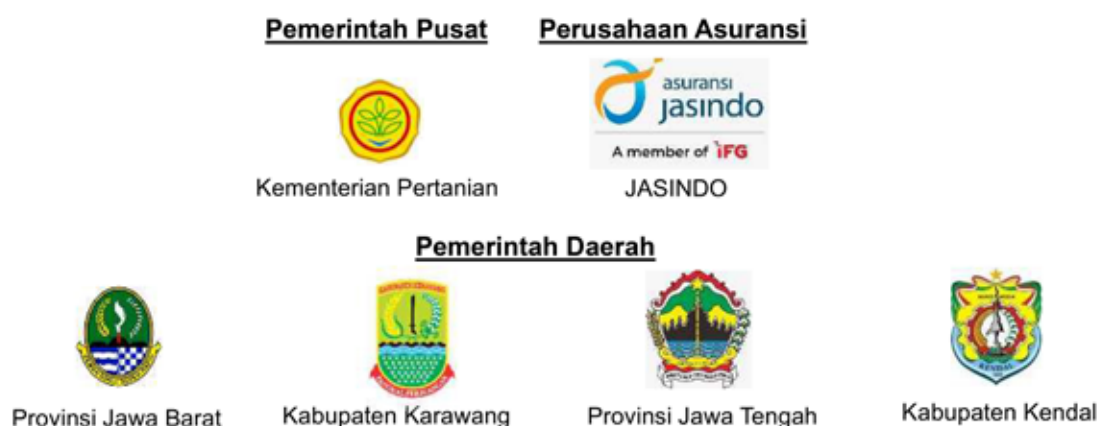 Pemerintah Pusat
Perusahaan Asuransi
asuransi
jasindo
A member of IFG
Kementerian Pertanian
JASINDO
Pemerintah Daerah
KENDAL
Provinsi Jawa Barat
Kabupaten Karawang
Provinsi Jawa Tengah
Kabupaten Kendal